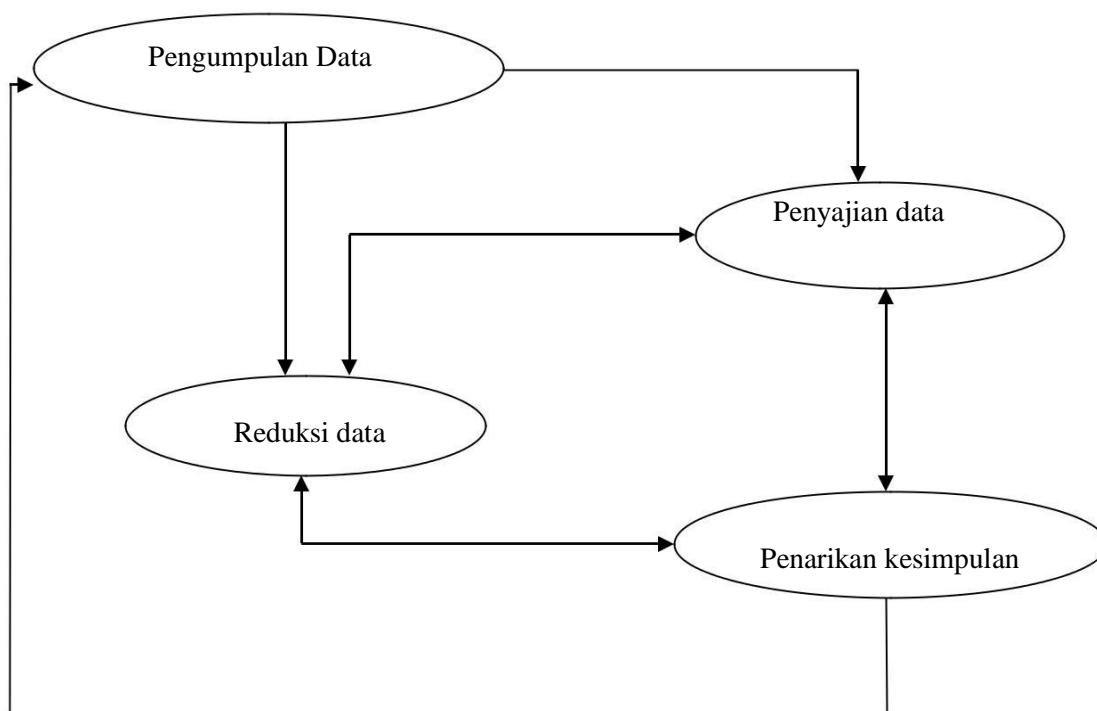 Pengumpulan Data
Penyajian data
Reduksi data
Penarikan kesimpulan